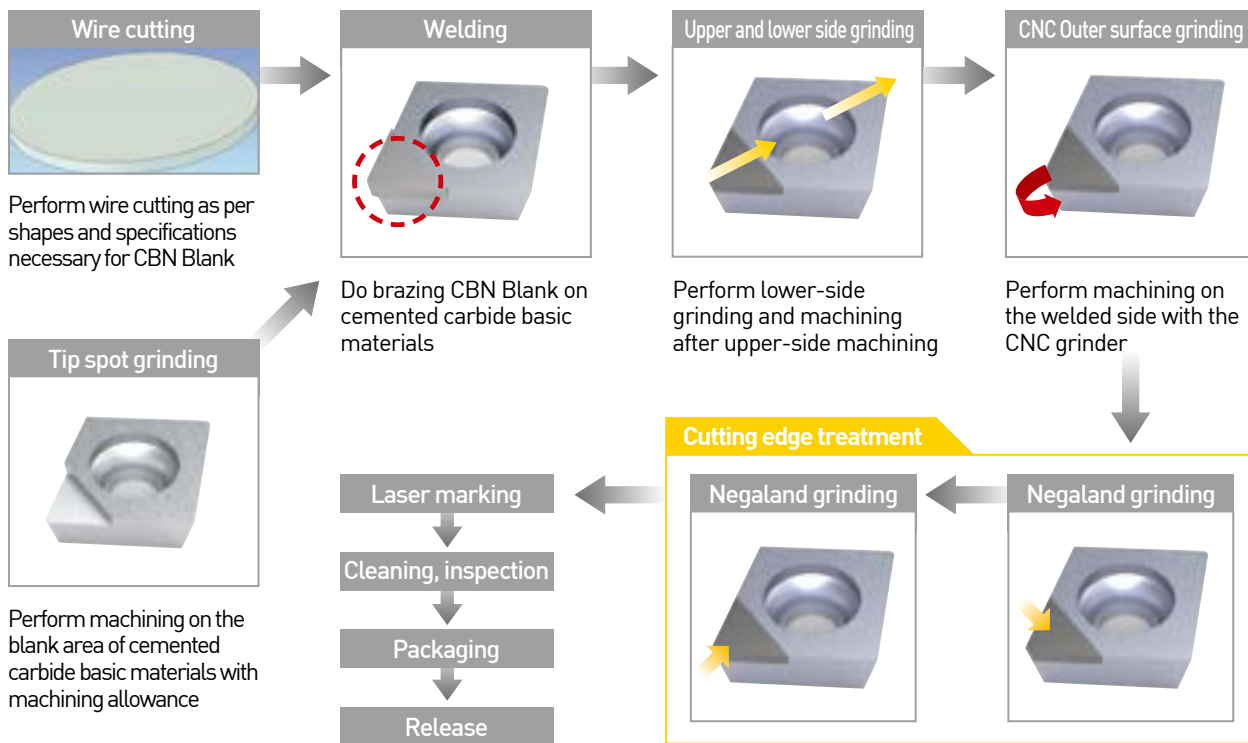 Wire cutting
Perform wire cutting as per
shapes and specifications
necessary for CBN Blank
Tip spot grinding
Perform machining on the
blank area of cemented
carbide basic materials with
machining allowance
Welding
Do brazing CBN Blank on
cemented carbide basic
materials
Upper and lower side grinding
Perform lower-side
grinding and machining
after upper-side machining
CNC Outer surface grinding
Perform machining on
the welded side with the
CNC grinder
Cutting edge treatment
Negaland grinding
Negaland grinding
Laser marking
Cleaning, inspection
Packaging
Release